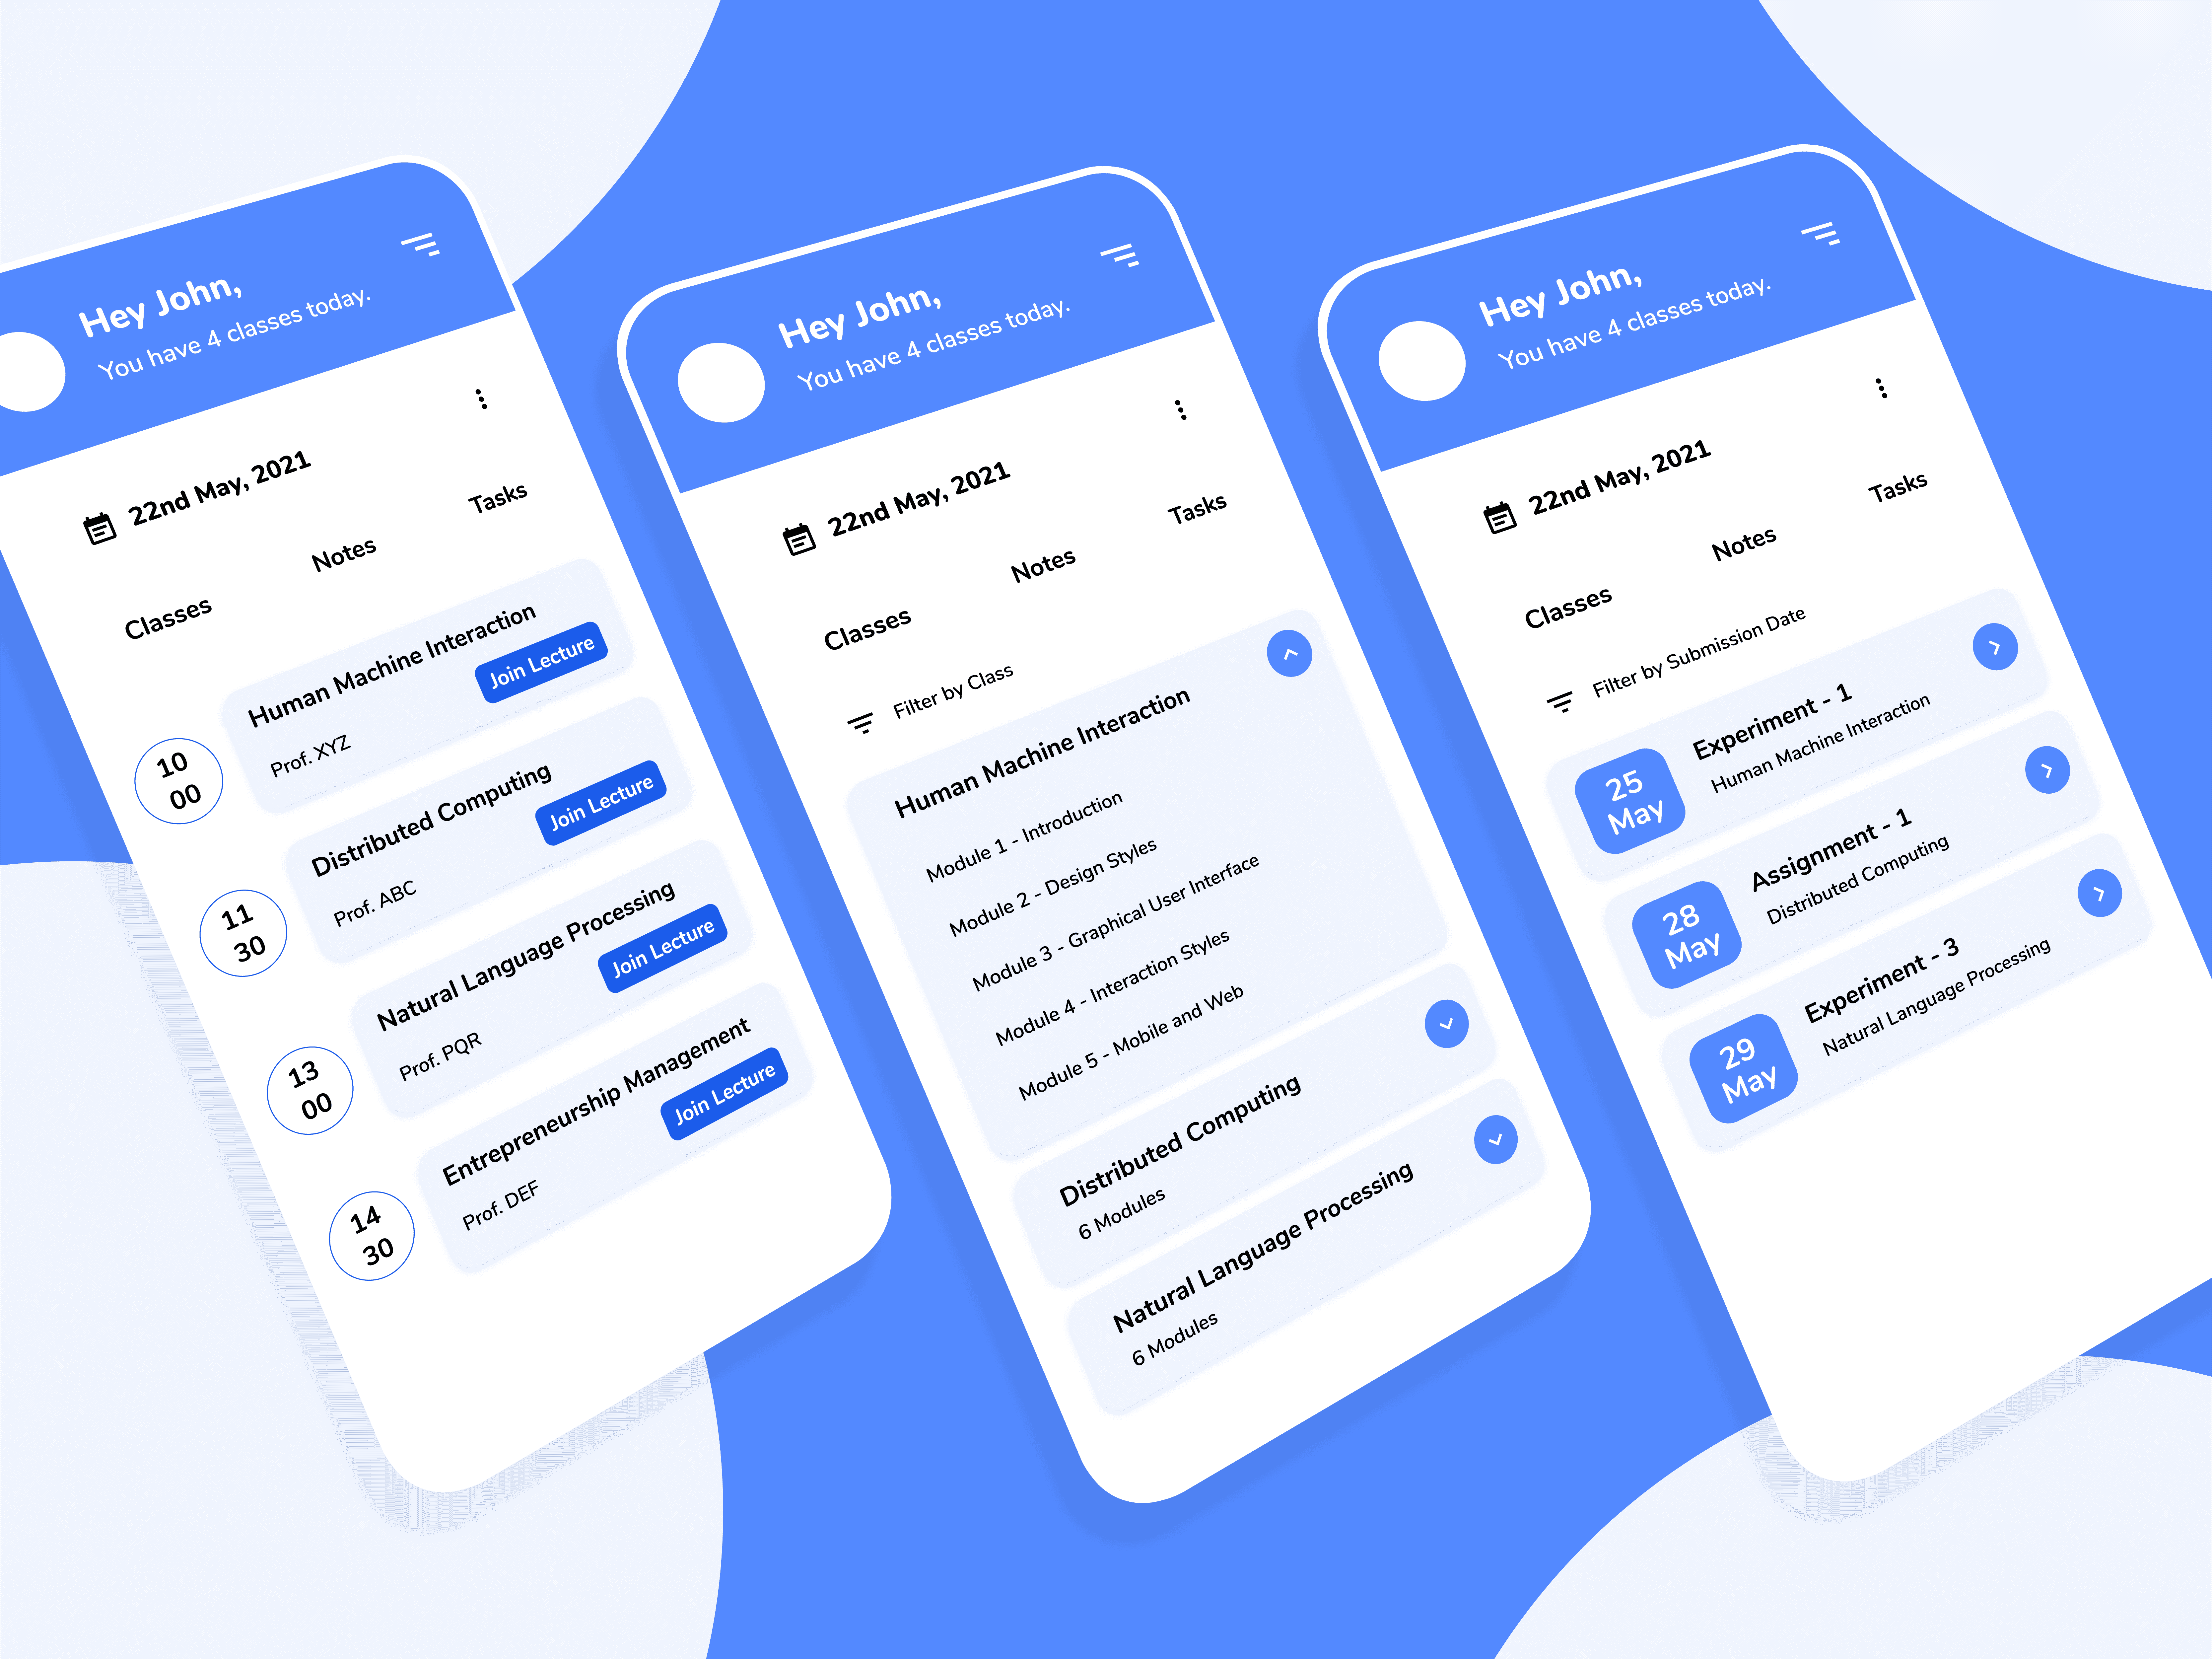 Hey John,
You have 4 classes today.
22nd May, 2021
Classes
Notes
Tasks
10
00
Human Machine Interaction
Prof. XYZ
Join Lecture
11
30
Distributed Computing
Prof. ABC
Join Lecture
13
00
Natural Language Processing
Prof. PQR
Join Lecture
14
30
Entrepreneurship Management
Prof. DEF
Join Lecture
Hey John,
You have 4 classes today.
22nd May, 2021
Classes
Notes
Tasks
Filter by Class
Human Machine Interaction
Module 1 - Introduction
Module 2 - Design Styles
Module 3 - Graphical User Interface
Module 4 - Interaction Styles
Module 5 - Mobile and Web
Distributed Computing
6 Modules
Natural Language Processing
6 Modules
Hey John,
You have 4 classes today.
22nd May, 2021
Classes
Notes
Tasks
Filter by Submission Date
25
May
Experiment - 1
Human Machine Interaction
28
May
Assignment - 1
Distributed Computing
29
May
Experiment - 3
Natural Language Processing